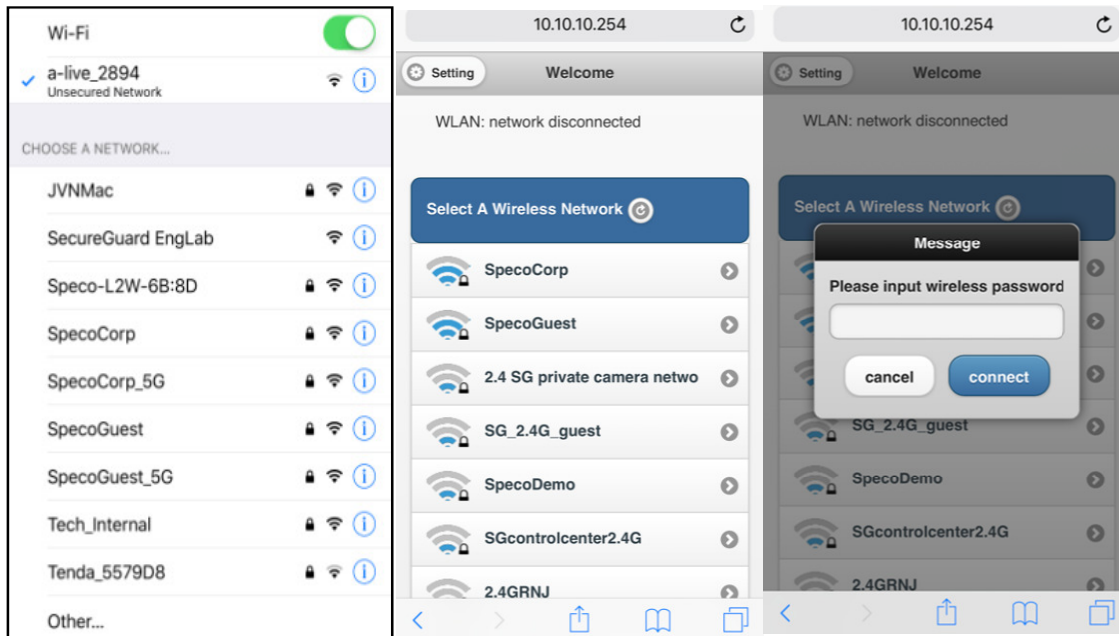 Wi-Fi
a-live_2894
Unsecured Network
CHOOSE A NETWORK...
JVNMac
SecureGuard EngLab
Speco-L2W-6B:8D
SpecoCorp
SpecoCorp_5G
SpecoGuest
SpecoGuest_5G
Tech_Internal
Tenda_5579D8
Other...
10.10.10.254
Setting
Welcome
WLAN: network disconnected
Select A Wireless Network
SpecoCorp
SpecoGuest
2.4 SG private camera netwo
SG_2.4G_guest
SpecoDemo
SGcontrolcenter2.4G
2.4GRNJ
10.10.10.254
Setting
Welcome
WLAN: network disconnected
Select A Wireless Network
Message
Please input wireless password
cancel
connect
SG_2.4G_guest
SpecoDemo
SGcontrolcenter2.4G
2.4GRNJ